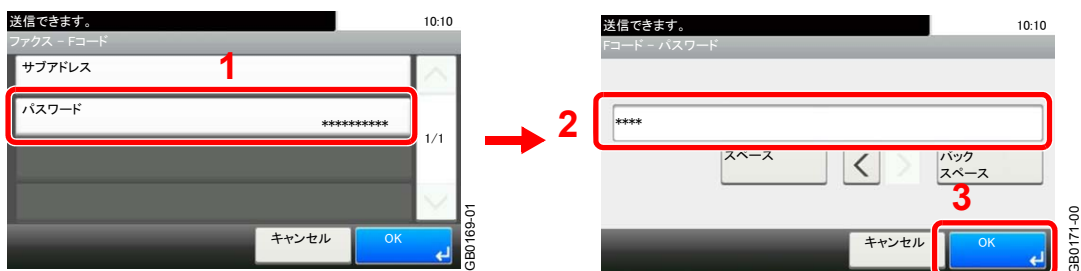 送信できます。
10:10
ファクス - Fコード
サブアドレス
1
パスワード
**********
1/1
キャンセル
OK
GB0169-01
送信できます。
10:10
Fコード - パスワード
2
****
スペース
<
>
バック
スペース
3
キャンセル
OK
GB0171-00